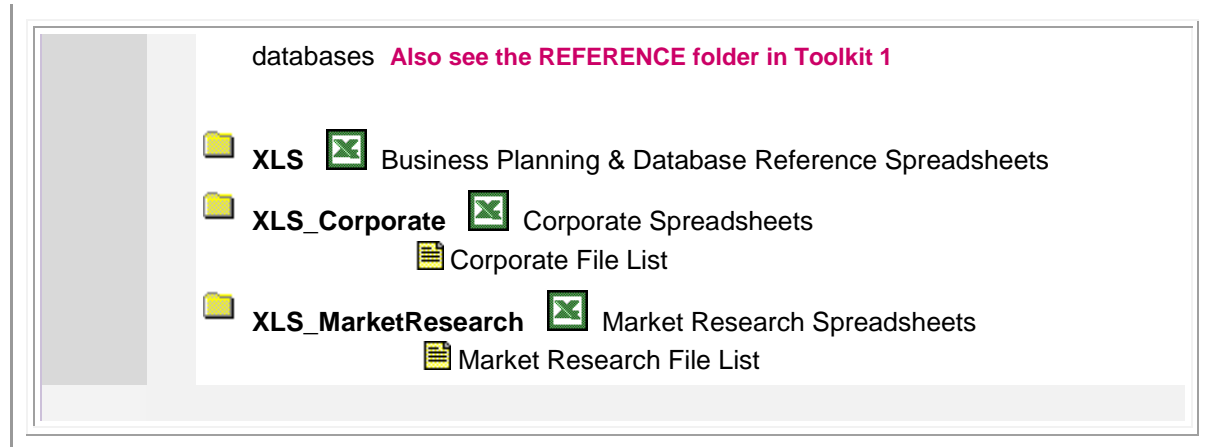 databases Also see the REFERENCE folder in Toolkit 1
XLS Business Planning & Database Reference Spreadsheets
XLS_Corporate Corporate Spreadsheets
Corporate File List
XLS_MarketResearch Market Research Spreadsheets
Market Research File List